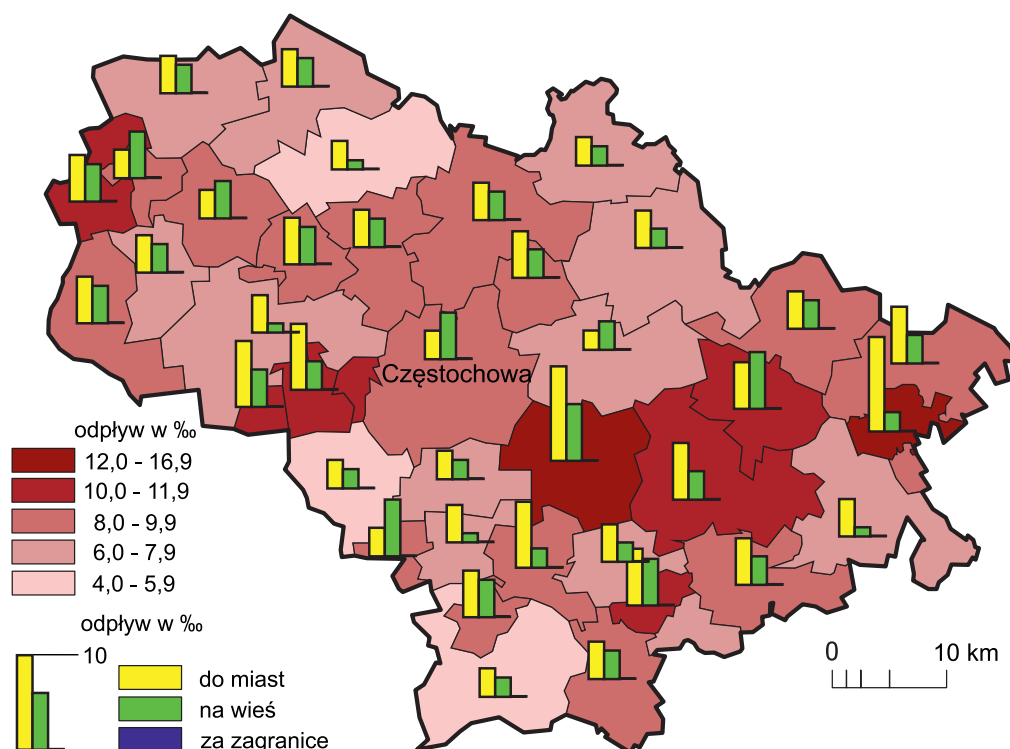 Częstochowa
odpływ w ‰
12,0 - 16,9
10,0 - 11,9
8,0 - 9,9
6,0 - 7,9
4,0 - 5,9
odpływ w ‰
10
do miast
na wieś
za zagranice
0 10 km